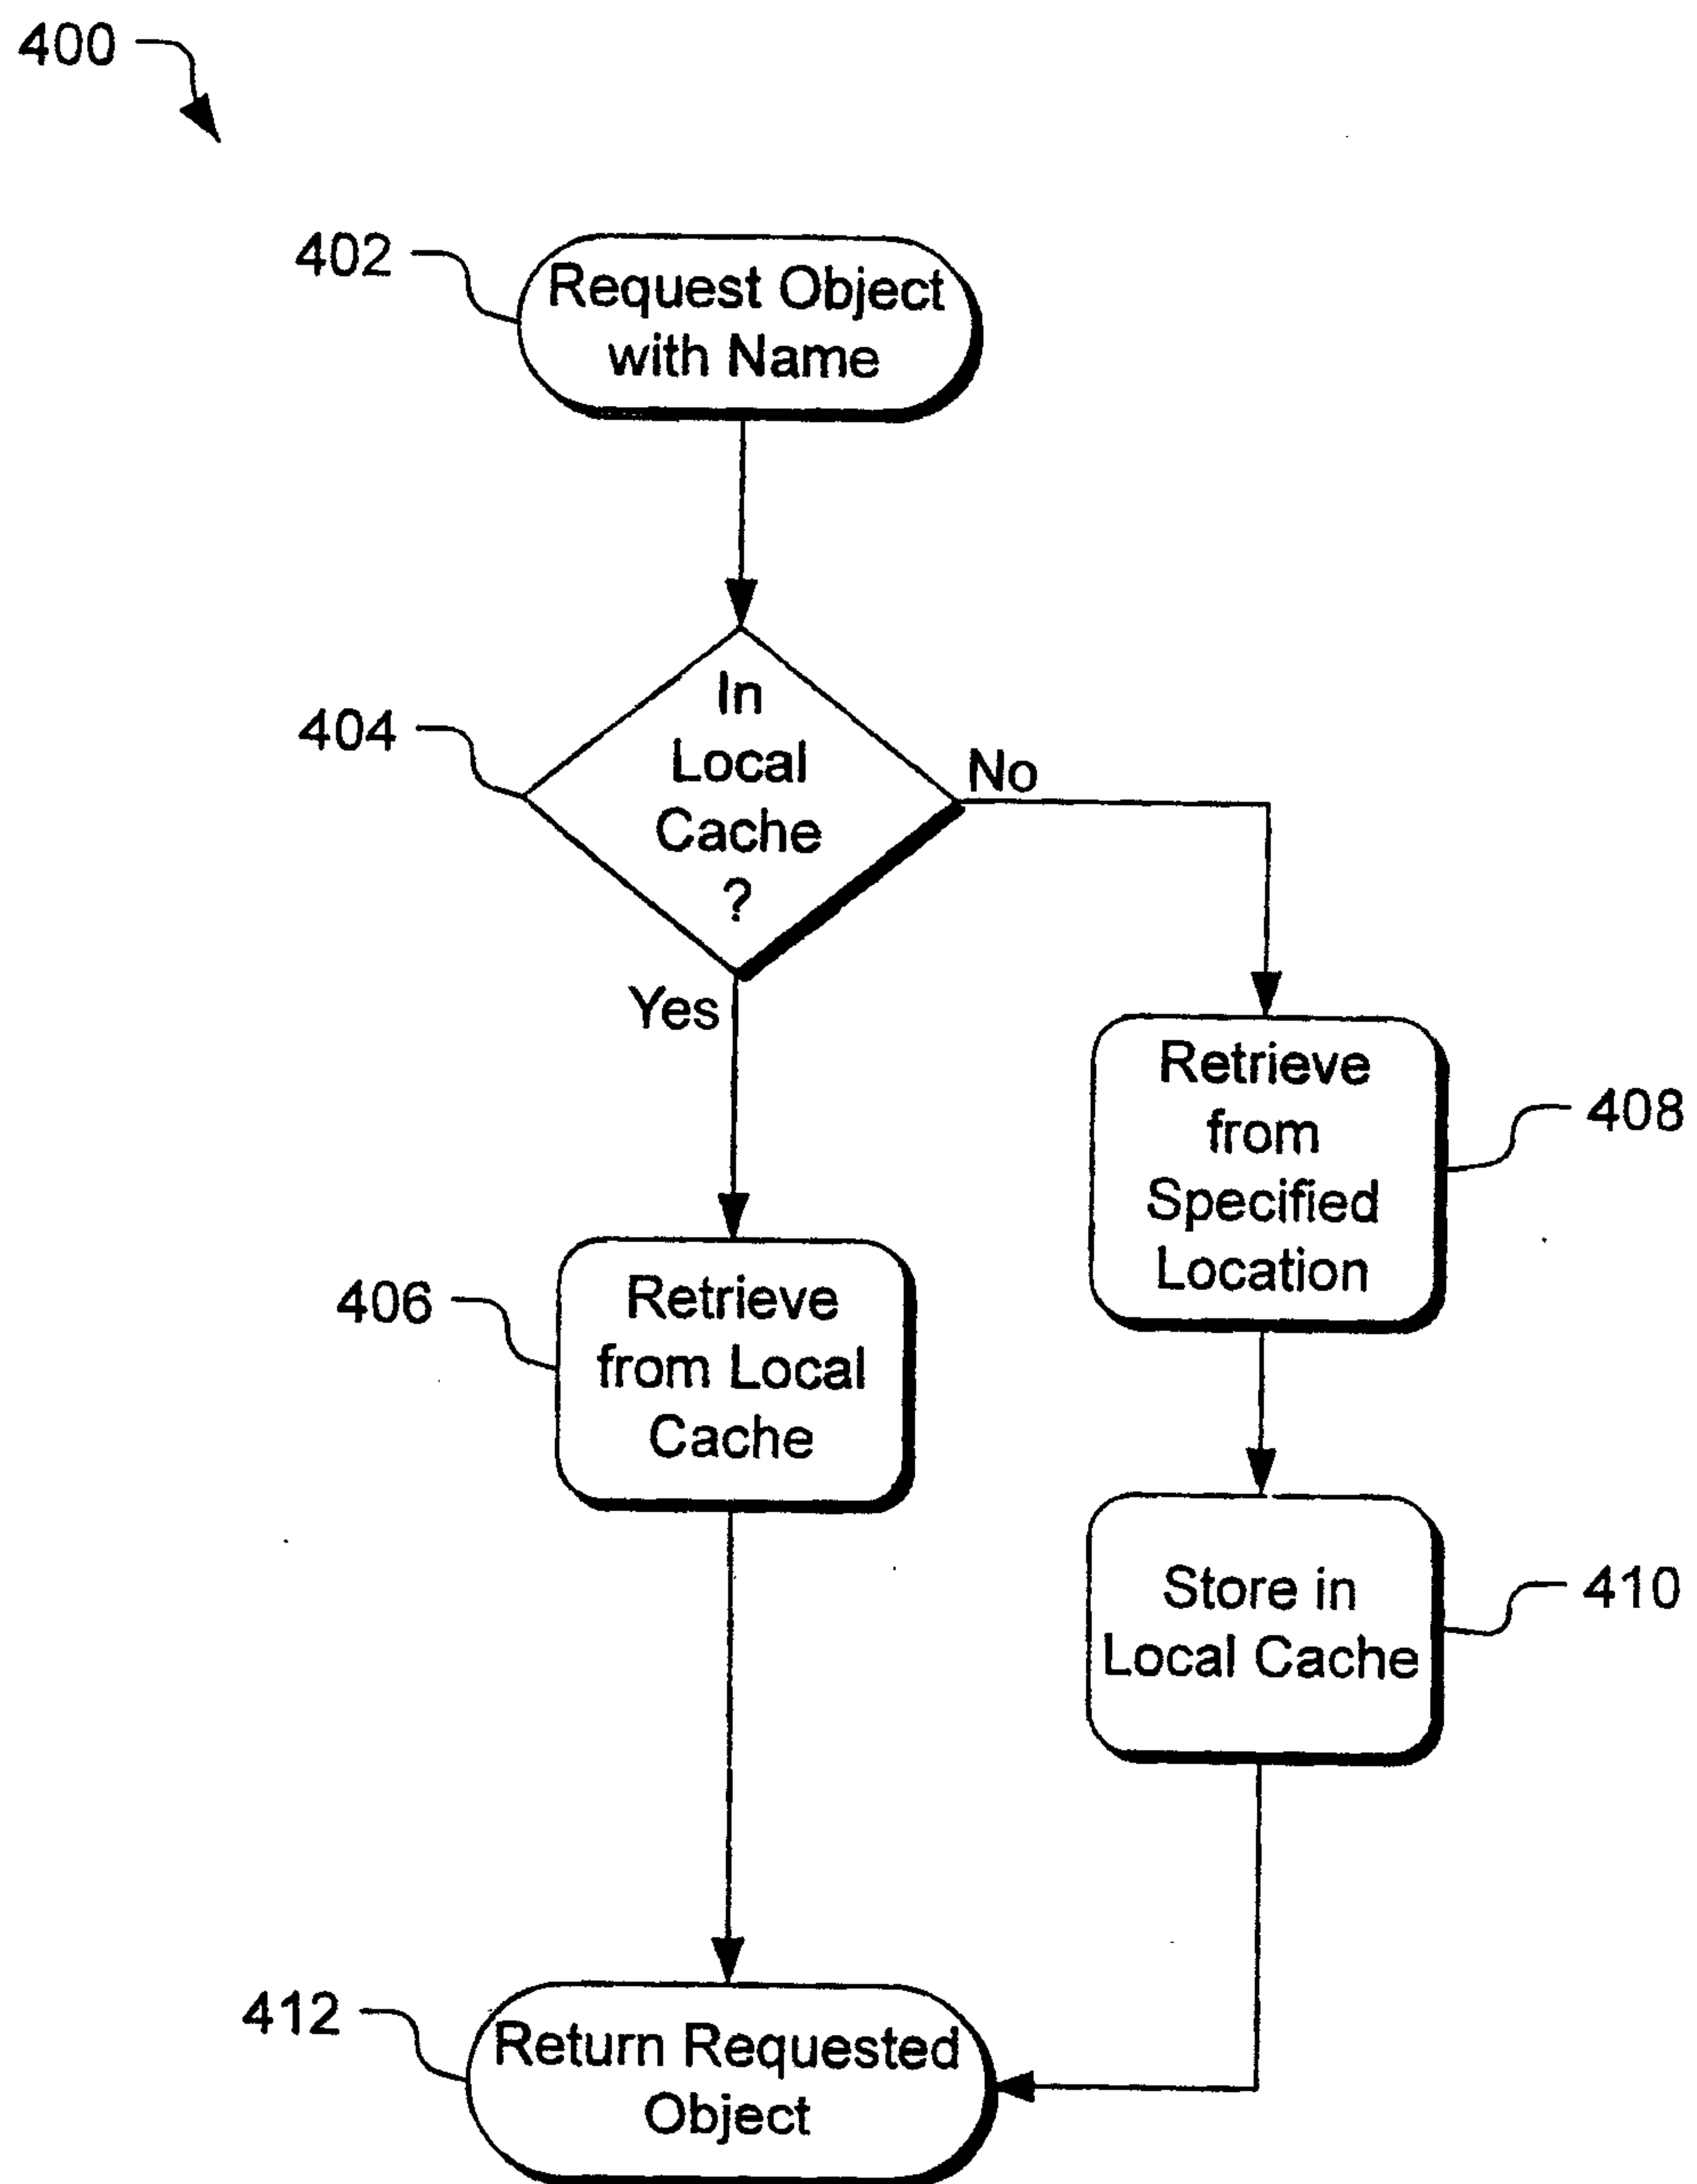 400
402
Request Object
with Name
404
In
Local
Cache
?
No
Yes
Retrieve
from
Specified
Location
408
406
Retrieve
from Local
Cache
Store in
Local Cache
410
412
Return Requested
Object